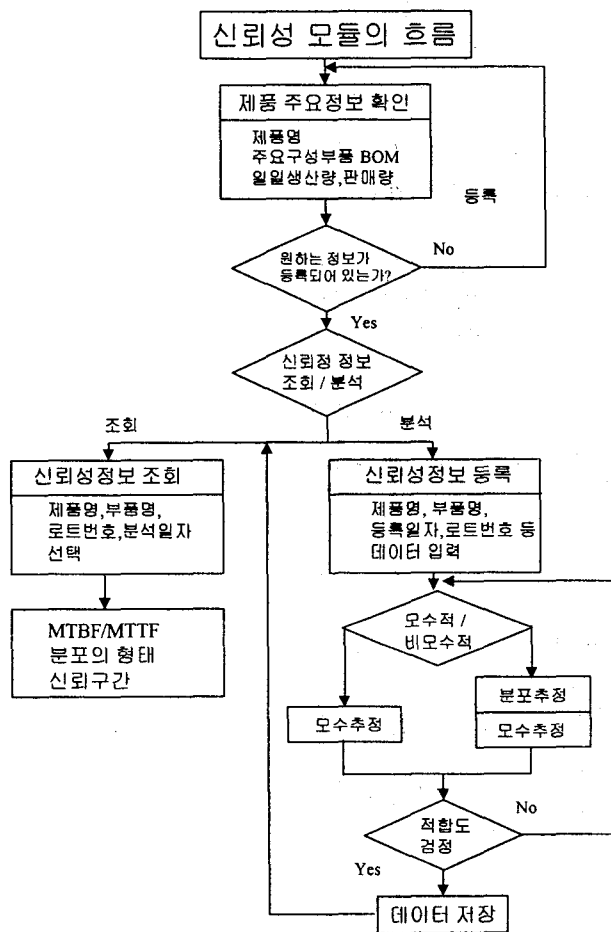 신뢰성 모듈의 흐름
제품 주요정보 확인
제품명
주요구성부품 BOM
일일생산량,판매량
등록
원하는 정보가
등록되어 있는가?
No
Yes
신뢰정 정보
조회 / 분석
조회
분석
신뢰성정보 조회
제품명,부품명,
로트번호,분석일자
선택
신뢰성정보 등록
제품명, 부품명,
등록일자,로트번호 등
데이터 입력
MTBF/MTTF
분포의 형태
신뢰구간
모수적 /
비모수적
모수추정
분포추정
모수추정
적합도
검정
No
Yes
데이터 저장